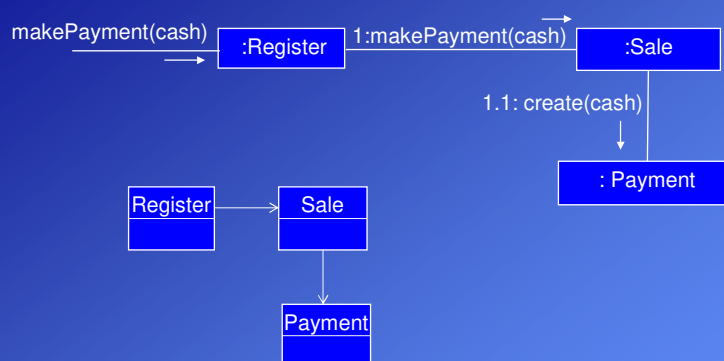 makePayment(cash)
:Register
1:makePayment(cash)
:Sale
1.1: create(cash)
: Payment
Register
Sale
Payment